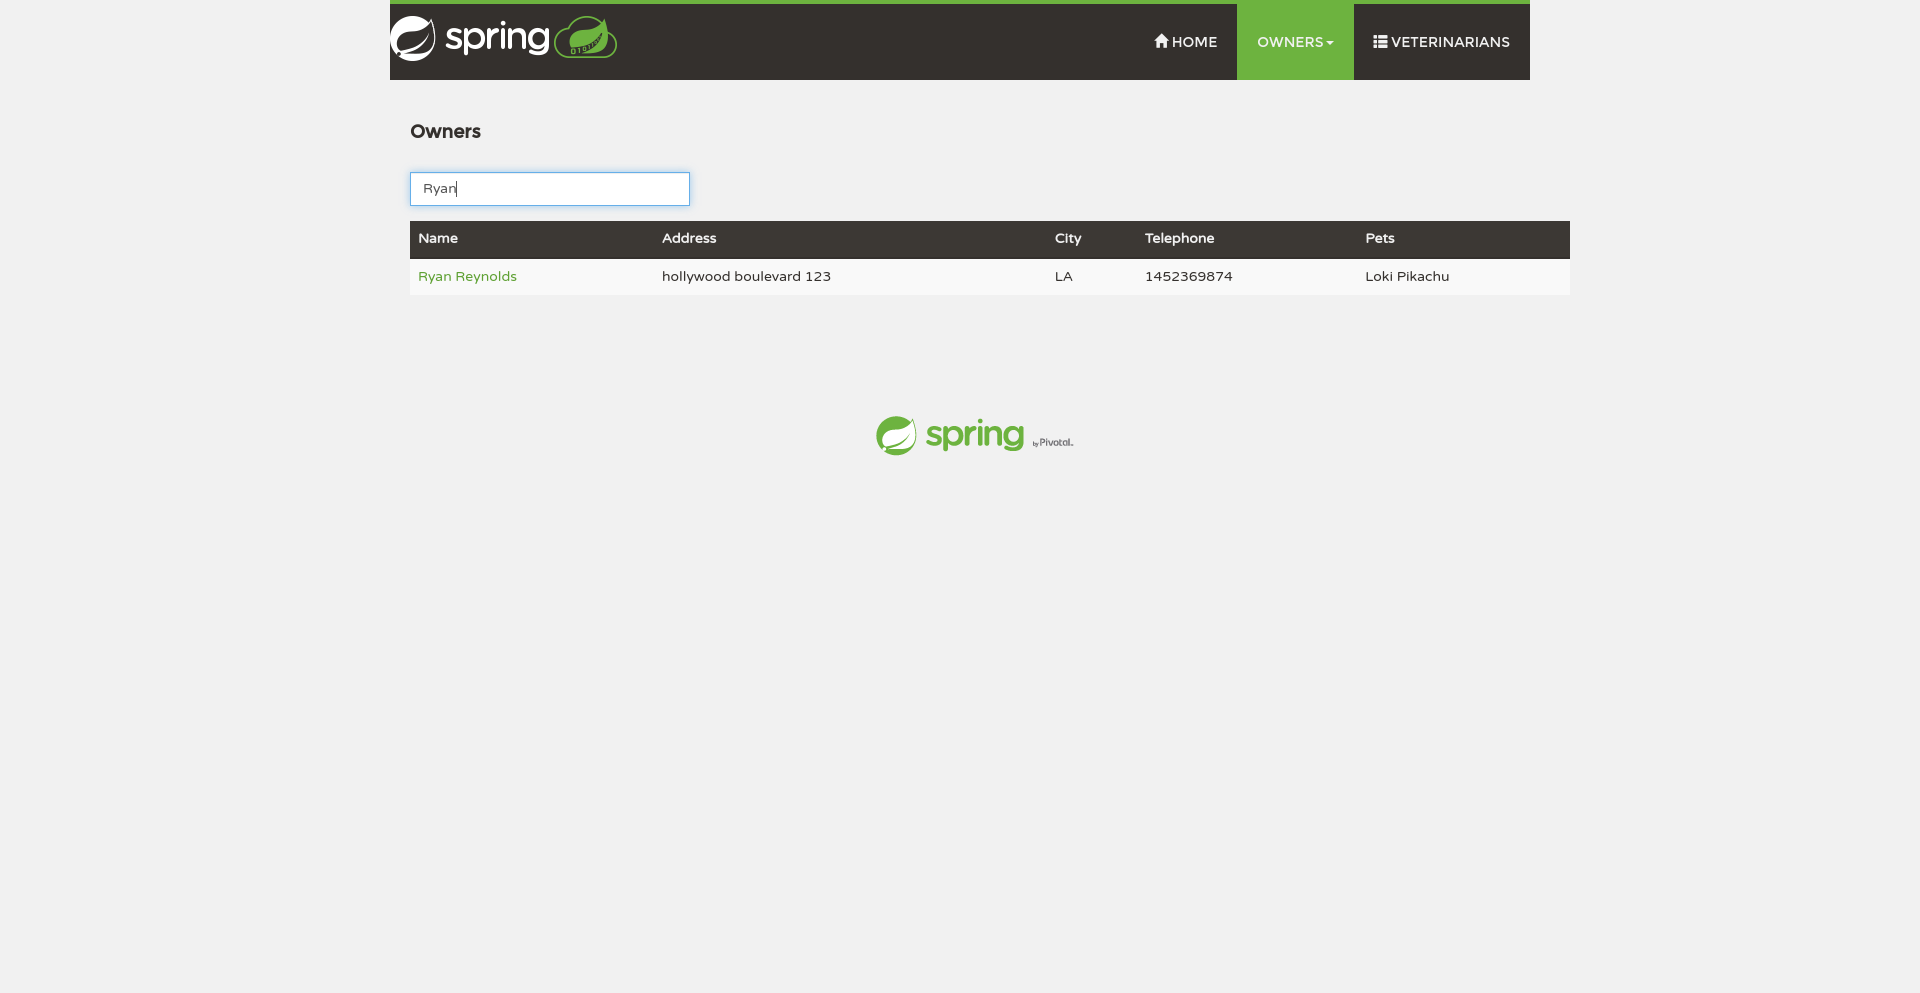 spring
HOME
OWNERS
VETERINARIANS
Owners
Ryan
Name Address City Telephone Pets
Ryan Reynolds hollywood boulevard 123 LA 1452369874 Loki Pikachu
spring by Pivotal.